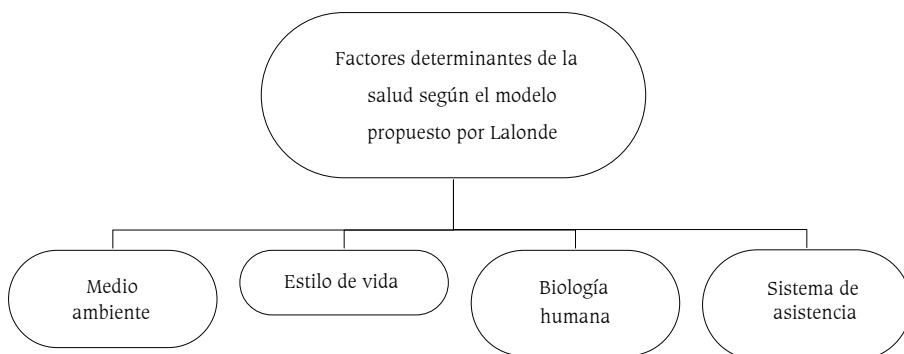 Factores determinantes de la
salud según el modelo
propuesto por Lalonde
Medio
ambiente
Estilo de vida
Biología
humana
Sistema de
asistencia